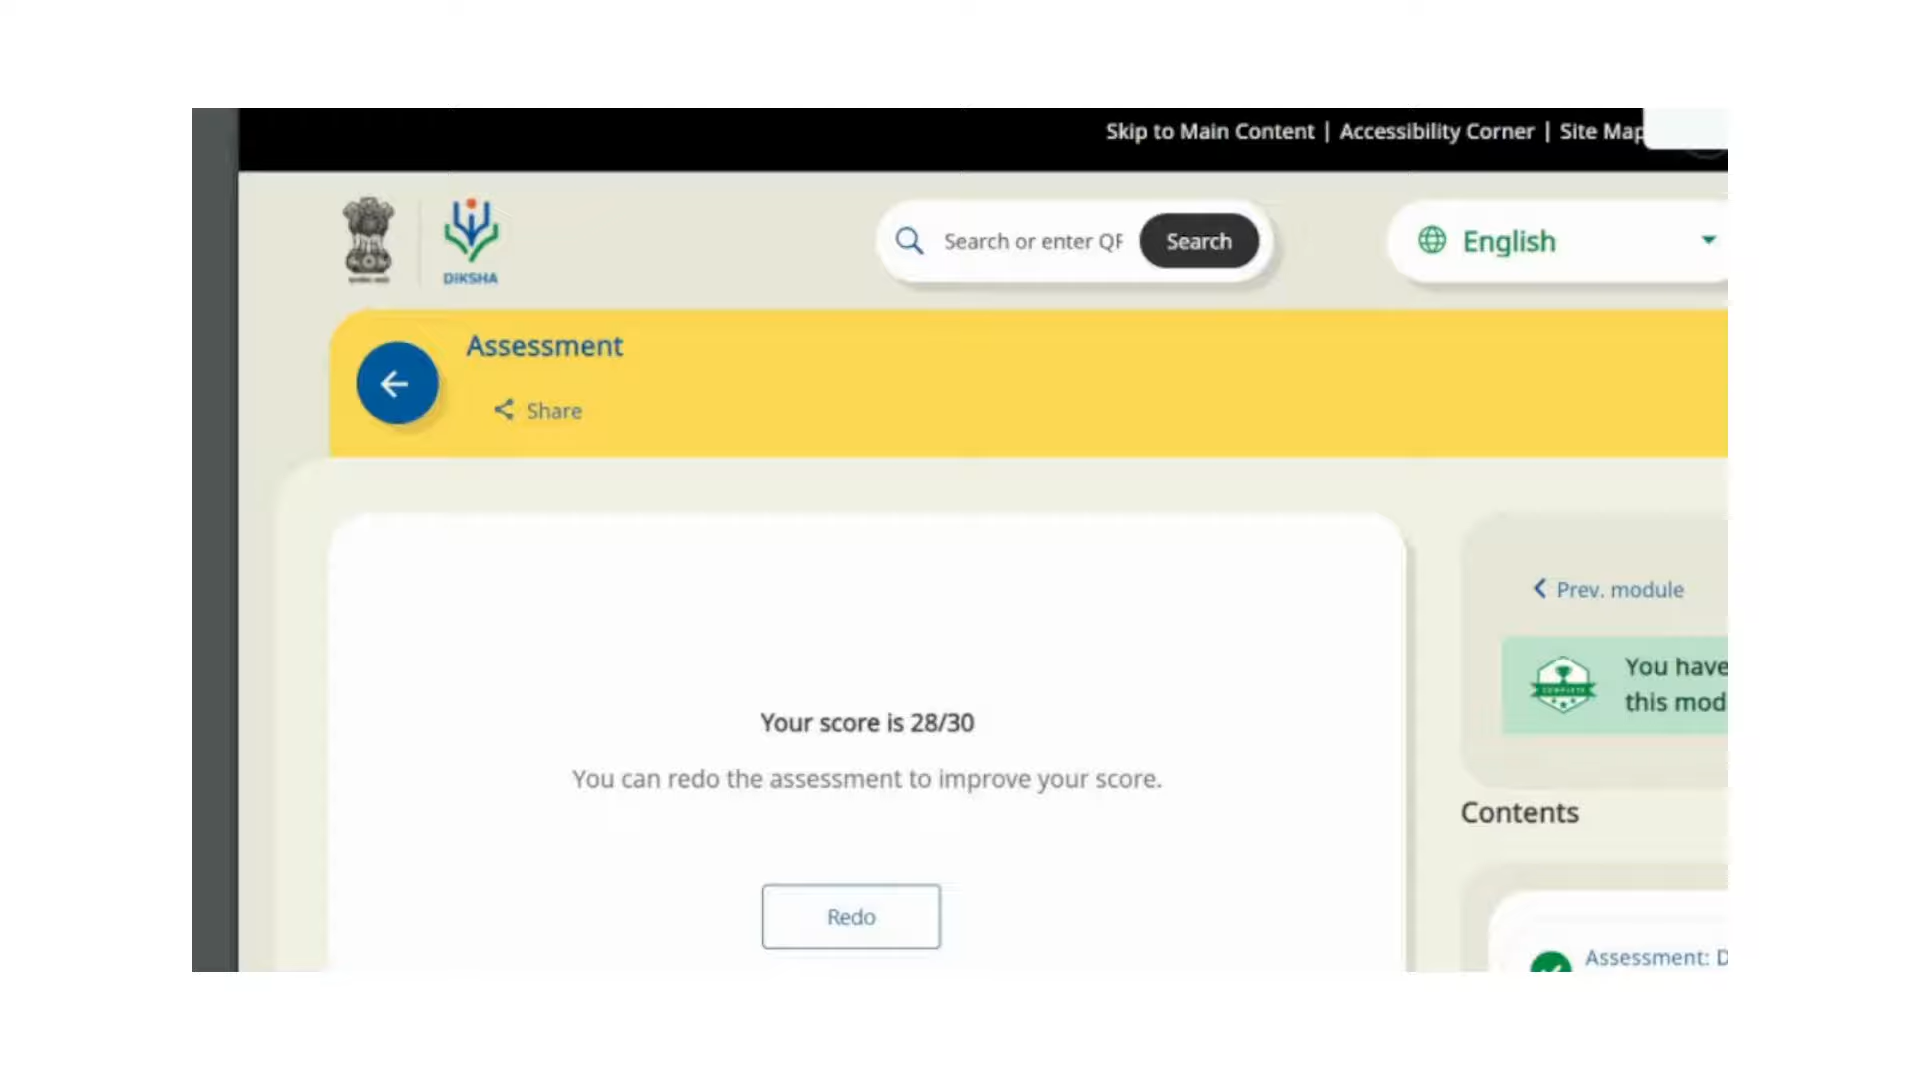 Skip to Main Content | Accessibility Corner | Site Map
DIKSHA
Search or enter QR
Search
English
Assessment
Share
Prev. module
You have
this mod
COMPLETE
Your score is 28/30
You can redo the assessment to improve your score.
Contents
Redo
Assessment: D